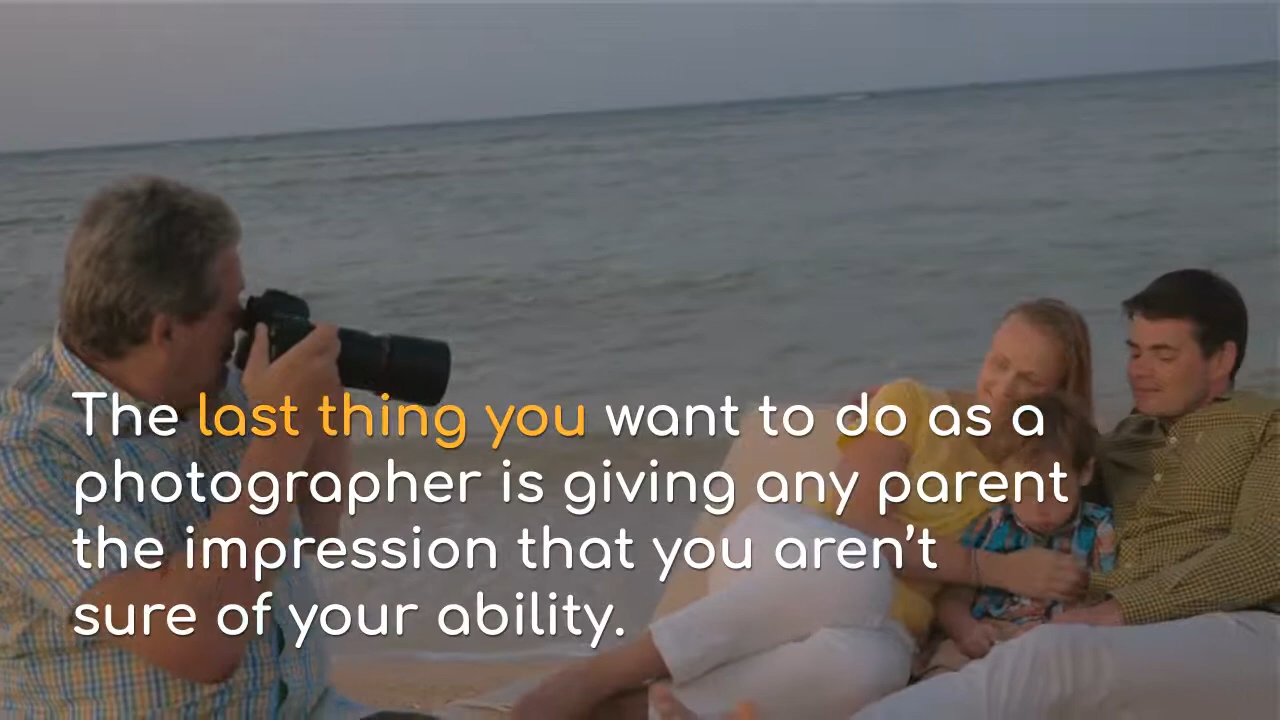 The last thing you want to do as a
photographer is giving any parent
the impression that you aren’t
sure of your ability.